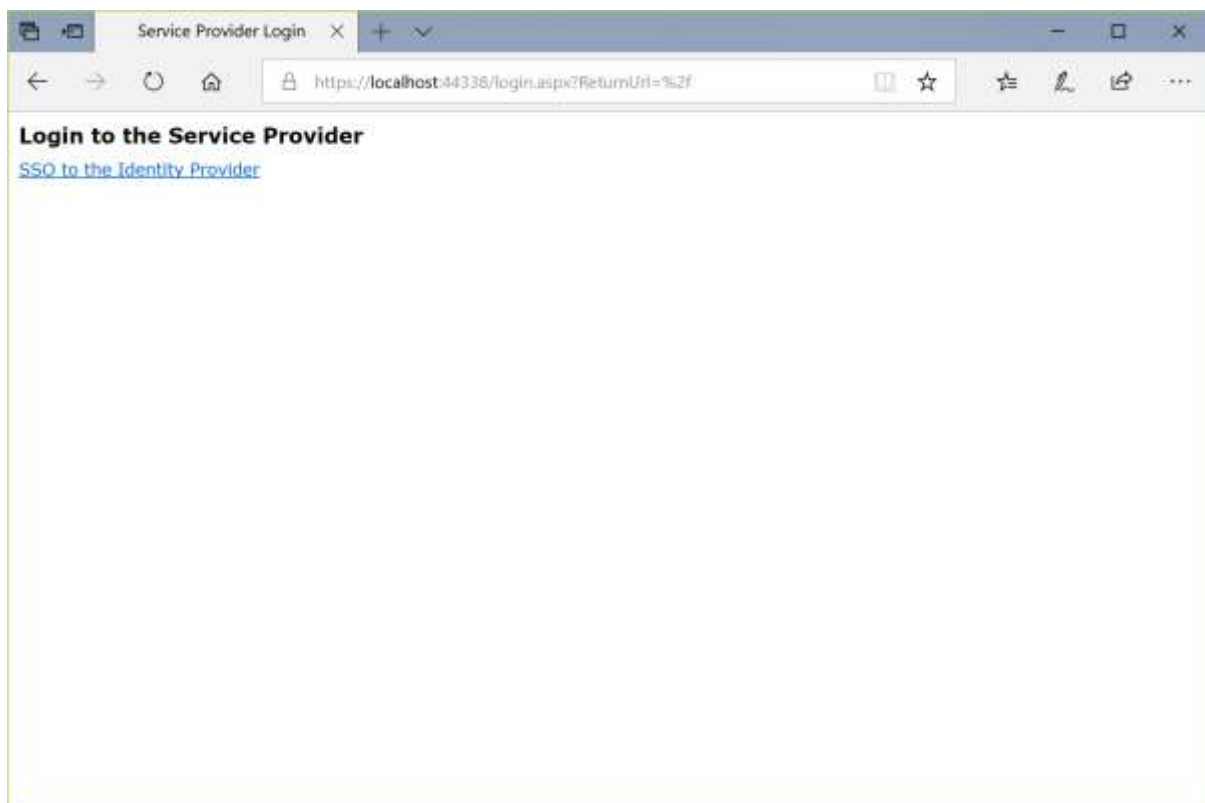 Service Provider Login
https://localhost:44338/login.aspx?ReturnUrl=%2f
Login to the Service Provider
SSO to the Identity Provider